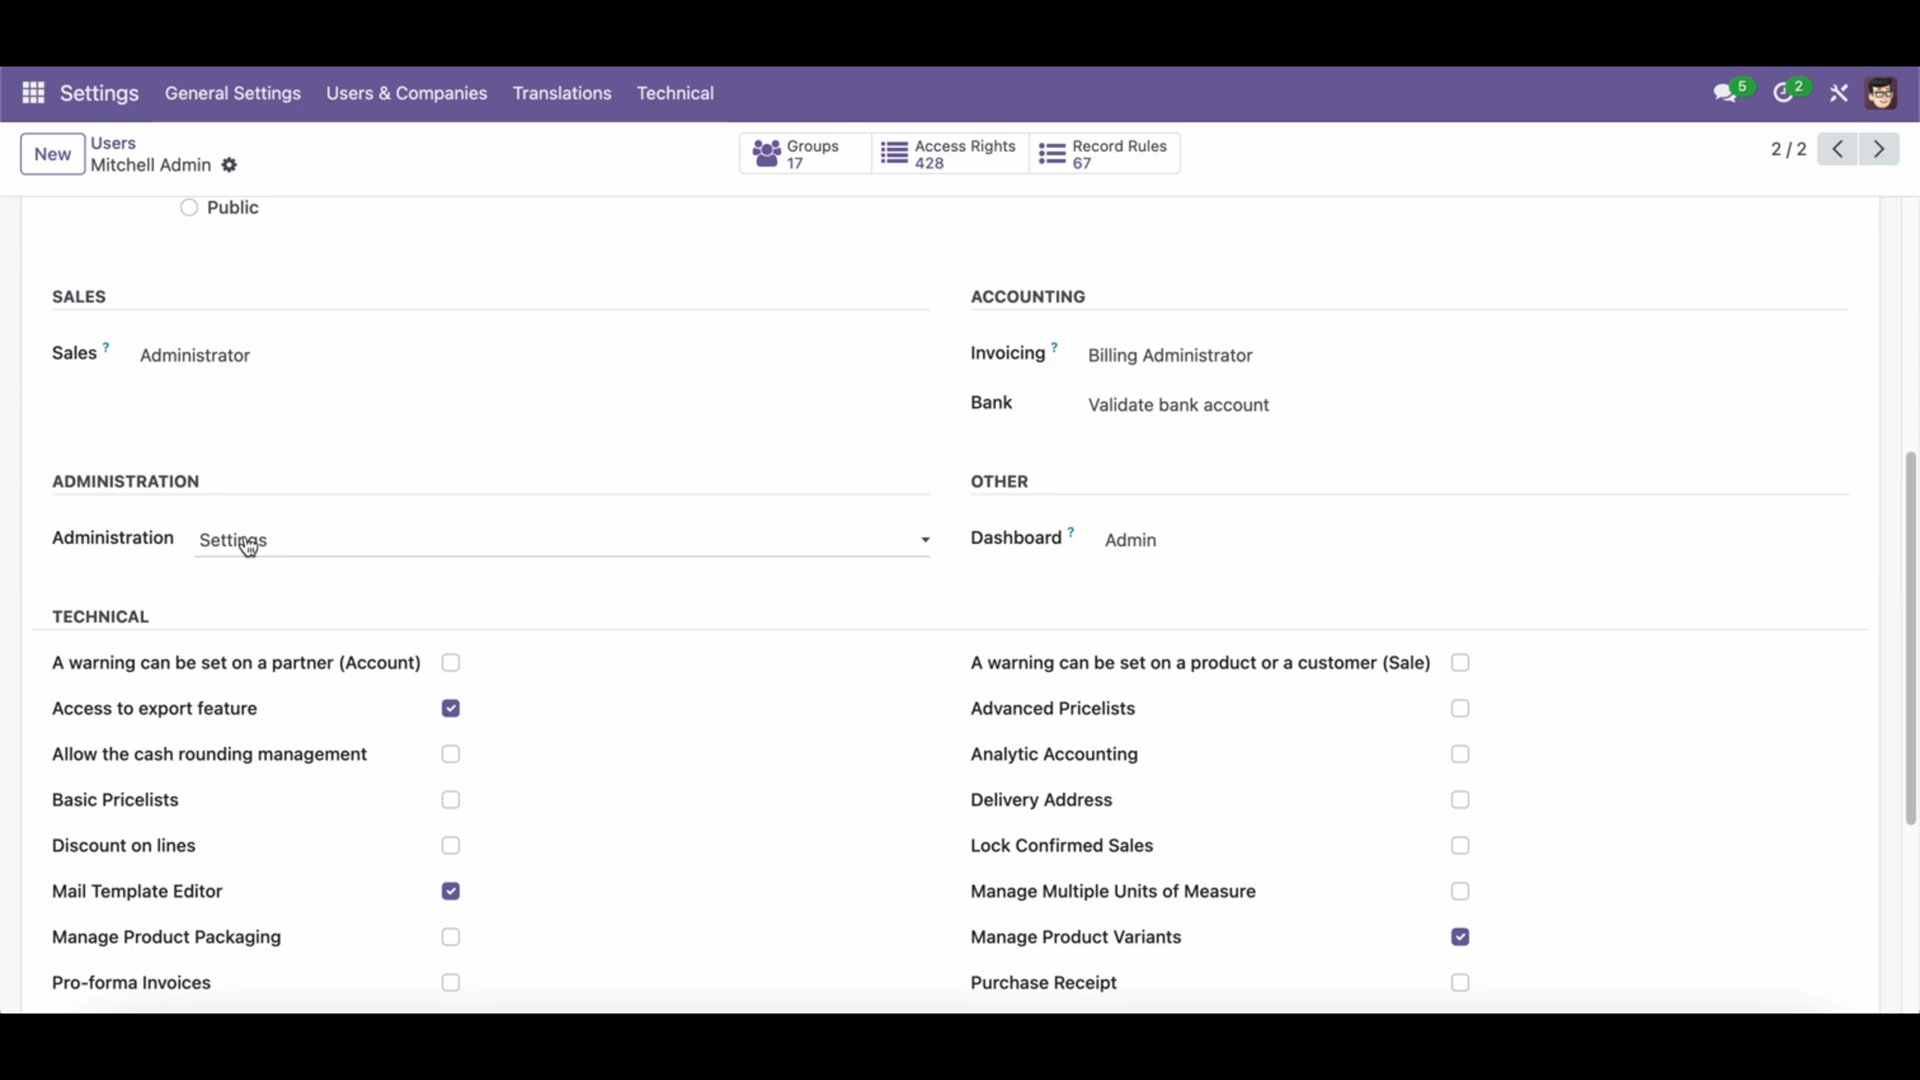 Settings General Settings Users & Companies Translations Technical 5 2
New Users Groups Access Rights Record Rules 2 / 2
Mitchell Admin 17 428 67
Public
SALES ACCOUNTING
Sales ? Administrator Invoicing ? Billing Administrator
Bank Validate bank account
ADMINISTRATION OTHER
Administration Settings Dashboard ? Admin
TECHNICAL
A warning can be set on a partner (Account) A warning can be set on a product or a customer (Sale)
Access to export feature Advanced Pricelists
Allow the cash rounding management Analytic Accounting
Basic Pricelists Delivery Address
Discount on lines Lock Confirmed Sales
Mail Template Editor Manage Multiple Units of Measure
Manage Product Packaging Manage Product Variants
Pro-forma Invoices Purchase Receipt